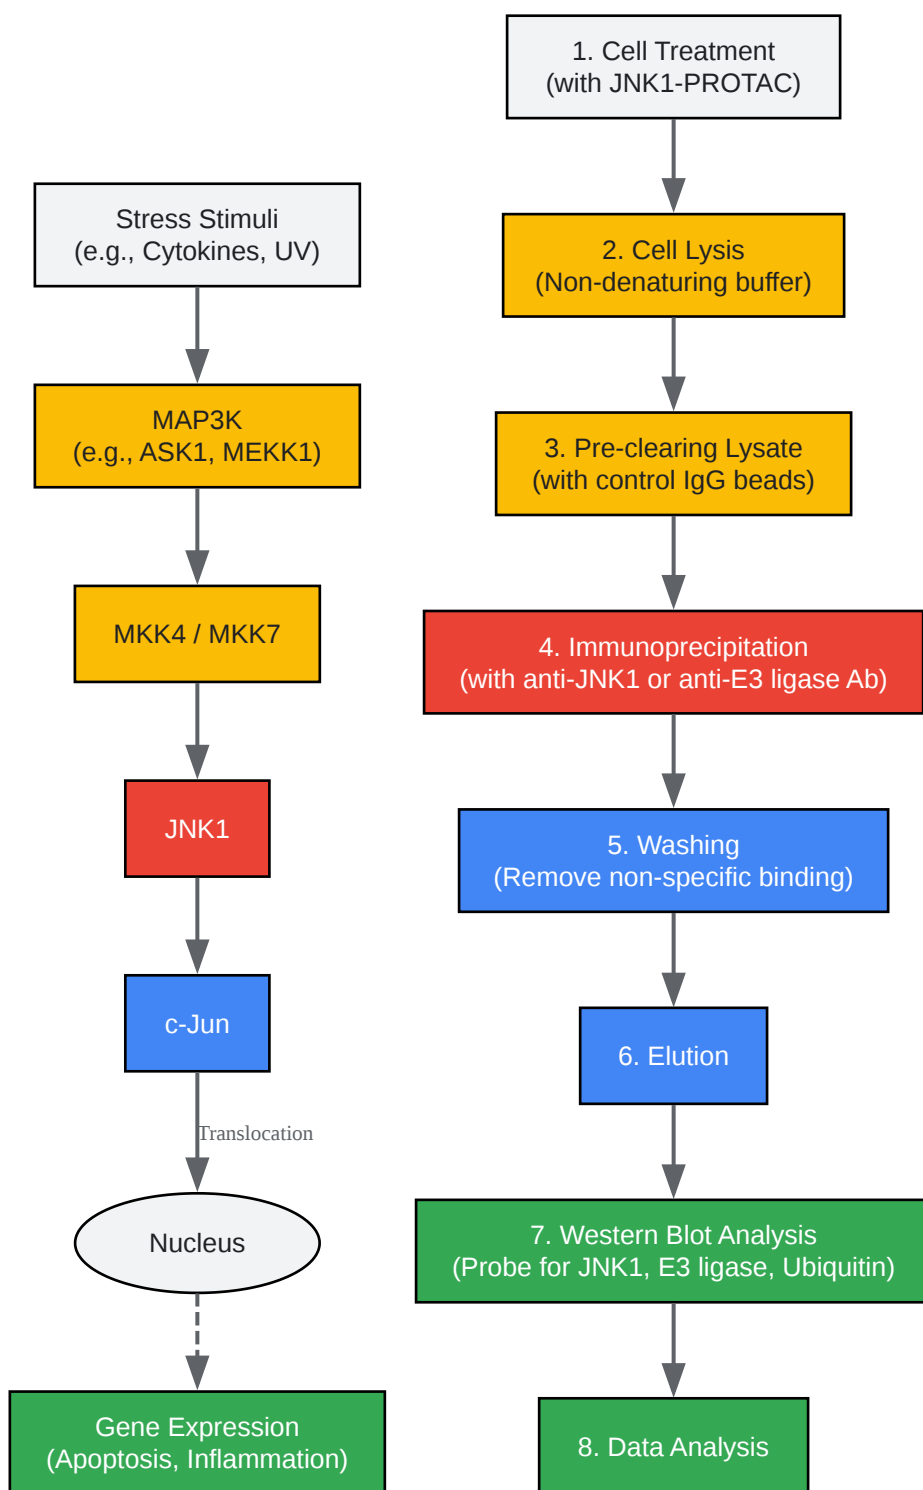 Stress Stimuli
(e.g., Cytokines, UV)
MAP3K
(e.g., ASK1, MEKK1)
MKK4 / MKK7
JNK1
c-Jun
Translocation
Nucleus
Gene Expression
(Apoptosis, Inflammation)
1. Cell Treatment
(with JNK1-PROTAC)
2. Cell Lysis
(Non-denaturing buffer)
3. Pre-clearing Lysate
(with control IgG beads)
4. Immunoprecipitation
(with anti-JNK1 or anti-E3 ligase Ab)
5. Washing
(Remove non-specific binding)
6. Elution
7. Western Blot Analysis
(Probe for JNK1, E3 ligase, Ubiquitin)
8. Data Analysis